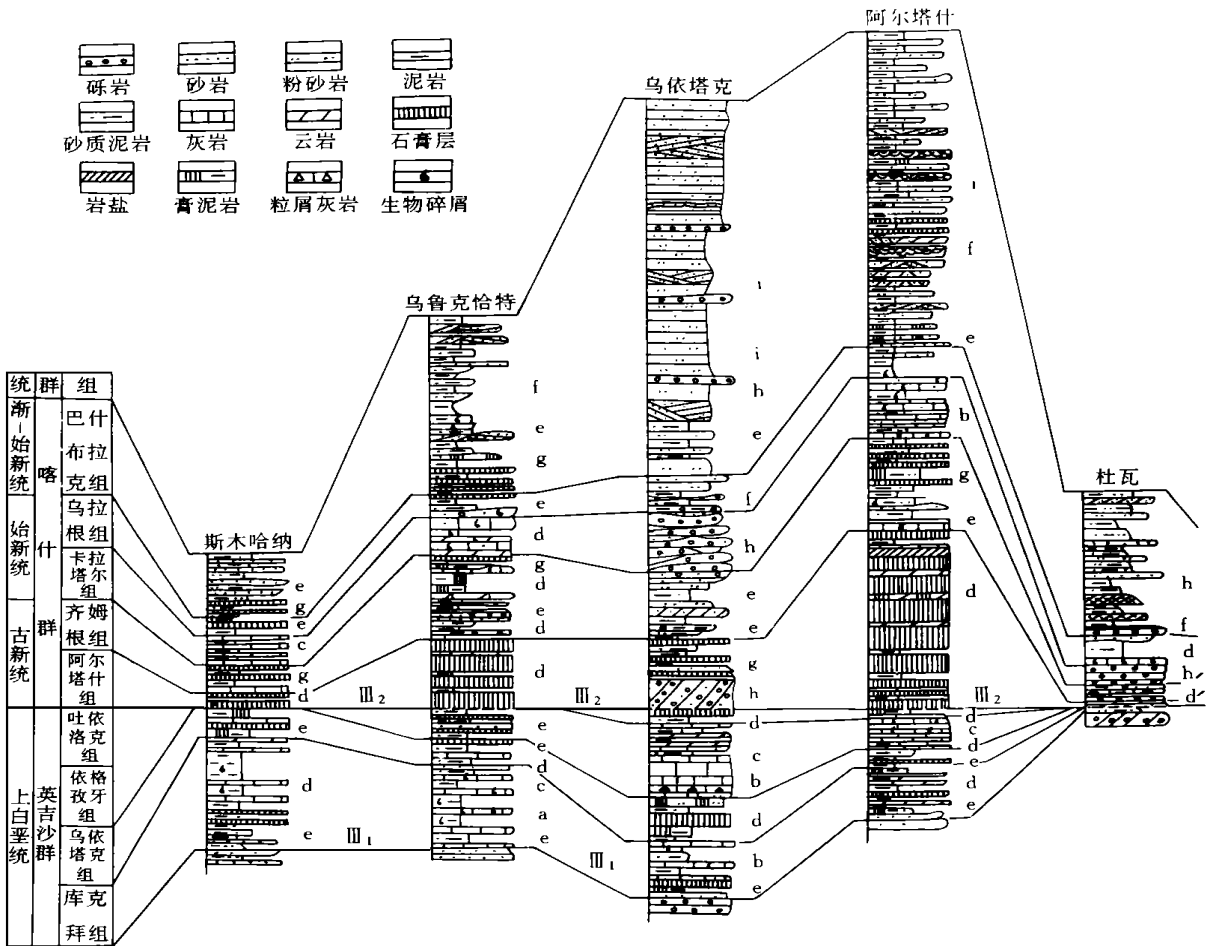 砾岩
砂岩
粉砂岩
泥岩
砂质泥岩
灰岩
云岩
石膏层
岩盐
膏泥岩
粒屑灰岩
生物碎屑
统
群
组
渐-始新统
始新统
古新统
上白垩统
喀什群
英吉沙群
巴什
布拉
克组
乌拉
根组
卡拉
塔尔
组
齐姆
根组
阿尔
塔什
组
吐依
洛克
组
依格
孜牙
组
乌依
塔克
组
库克
拜组
斯木哈纳
e
g
e
c
g
d
e
d
e
Ⅲ₂
Ⅲ₁
乌鲁克恰特
f
e
g
e
d
g
d
e
d
d
e
e
d
c
a
e
Ⅲ₂
Ⅲ₁
乌依塔克
i
i
h
e
f
h
e
e
g
h
d
c
b
d
b
e
阿尔塔什
i
f
e
b
g
e
d
Ⅲ₂
d
c
d
e
d
e
杜瓦
h
f
d
h
d